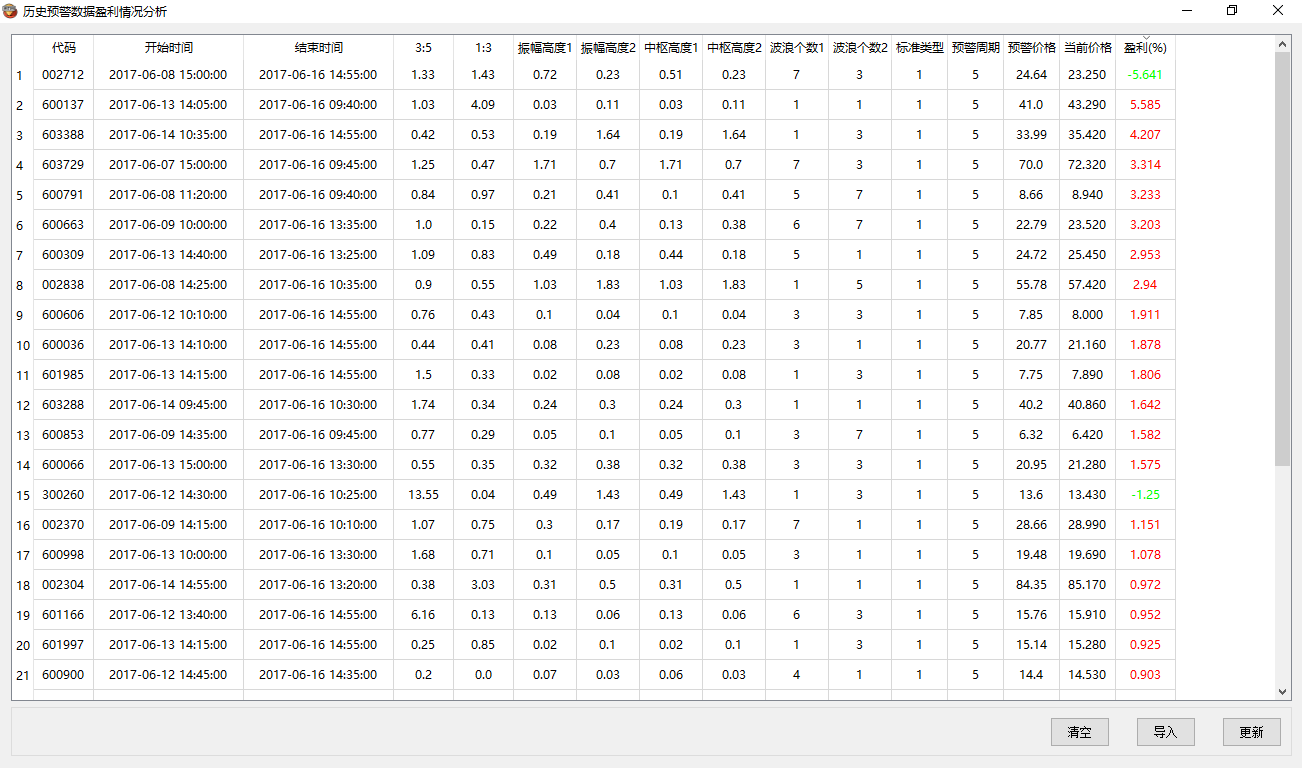 历史预警数据盈利情况分析
代码 开始时间 结束时间 3:5 1:3 振幅高度1 振幅高度2 中枢高度1 中枢高度2 波浪个数1 波浪个数2 标准类型 预警周期 预警价格 当前价格 盈利(%)
1 002712 2017-06-08 15:00:00 2017-06-16 14:55:00 1.33 1.43 0.72 0.23 0.51 0.23 7 3 1 5 24.64 23.250 -5.641
2 600137 2017-06-13 14:05:00 2017-06-16 09:40:00 1.03 4.09 0.03 0.11 0.03 0.11 1 1 1 5 41.0 43.290 5.585
3 603388 2017-06-14 10:35:00 2017-06-16 14:55:00 0.42 0.53 0.19 1.64 0.19 1.64 1 3 1 5 33.99 35.420 4.207
4 603729 2017-06-07 15:00:00 2017-06-16 09:45:00 1.25 0.47 1.71 0.7 1.71 0.7 7 3 1 5 70.0 72.320 3.314
5 600791 2017-06-08 11:20:00 2017-06-16 09:40:00 0.84 0.97 0.21 0.41 0.1 0.41 5 7 1 5 8.66 8.940 3.233
6 600663 2017-06-09 10:00:00 2017-06-16 13:35:00 1.0 0.15 0.22 0.4 0.13 0.38 6 7 1 5 22.79 23.520 3.203
7 600309 2017-06-13 14:40:00 2017-06-16 13:25:00 1.09 0.83 0.49 0.18 0.44 0.18 5 1 1 5 24.72 25.450 2.953
8 002838 2017-06-08 14:25:00 2017-06-16 10:35:00 0.9 0.55 1.03 1.83 1.03 1.83 1 5 1 5 55.78 57.420 2.94
9 600606 2017-06-12 10:10:00 2017-06-16 14:55:00 0.76 0.43 0.1 0.04 0.1 0.04 3 3 1 5 7.85 8.000 1.911
10 600036 2017-06-13 14:10:00 2017-06-16 14:55:00 0.44 0.41 0.08 0.23 0.08 0.23 3 1 1 5 20.77 21.160 1.878
11 601985 2017-06-13 14:15:00 2017-06-16 14:55:00 1.5 0.33 0.02 0.08 0.02 0.08 1 3 1 5 7.75 7.890 1.806
12 603288 2017-06-14 09:45:00 2017-06-16 10:30:00 1.74 0.34 0.24 0.3 0.24 0.3 1 1 1 5 40.2 40.860 1.642
13 600853 2017-06-09 14:35:00 2017-06-16 09:45:00 0.77 0.29 0.05 0.1 0.05 0.1 3 7 1 5 6.32 6.420 1.582
14 600066 2017-06-13 15:00:00 2017-06-16 13:30:00 0.55 0.35 0.32 0.38 0.32 0.38 3 3 1 5 20.95 21.280 1.575
15 300260 2017-06-12 14:30:00 2017-06-16 10:25:00 13.55 0.04 0.49 1.43 0.49 1.43 1 3 1 5 13.6 13.430 -1.25
16 002370 2017-06-09 14:15:00 2017-06-16 10:10:00 1.07 0.75 0.3 0.17 0.19 0.17 7 1 1 5 28.66 28.990 1.151
17 600998 2017-06-13 10:00:00 2017-06-16 13:30:00 1.68 0.71 0.1 0.05 0.1 0.05 3 1 1 5 19.48 19.690 1.078
18 002304 2017-06-14 14:55:00 2017-06-16 13:20:00 0.38 3.03 0.31 0.5 0.31 0.5 1 1 1 5 84.35 85.170 0.972
19 601166 2017-06-12 13:40:00 2017-06-16 14:55:00 6.16 0.13 0.13 0.06 0.13 0.06 6 3 1 5 15.76 15.910 0.952
20 601997 2017-06-13 14:15:00 2017-06-16 14:55:00 0.25 0.85 0.02 0.1 0.02 0.1 1 3 1 5 15.14 15.280 0.925
21 600900 2017-06-12 14:45:00 2017-06-16 14:35:00 0.2 0.0 0.07 0.03 0.06 0.03 4 1 1 5 14.4 14.530 0.903
清空 导入 更新